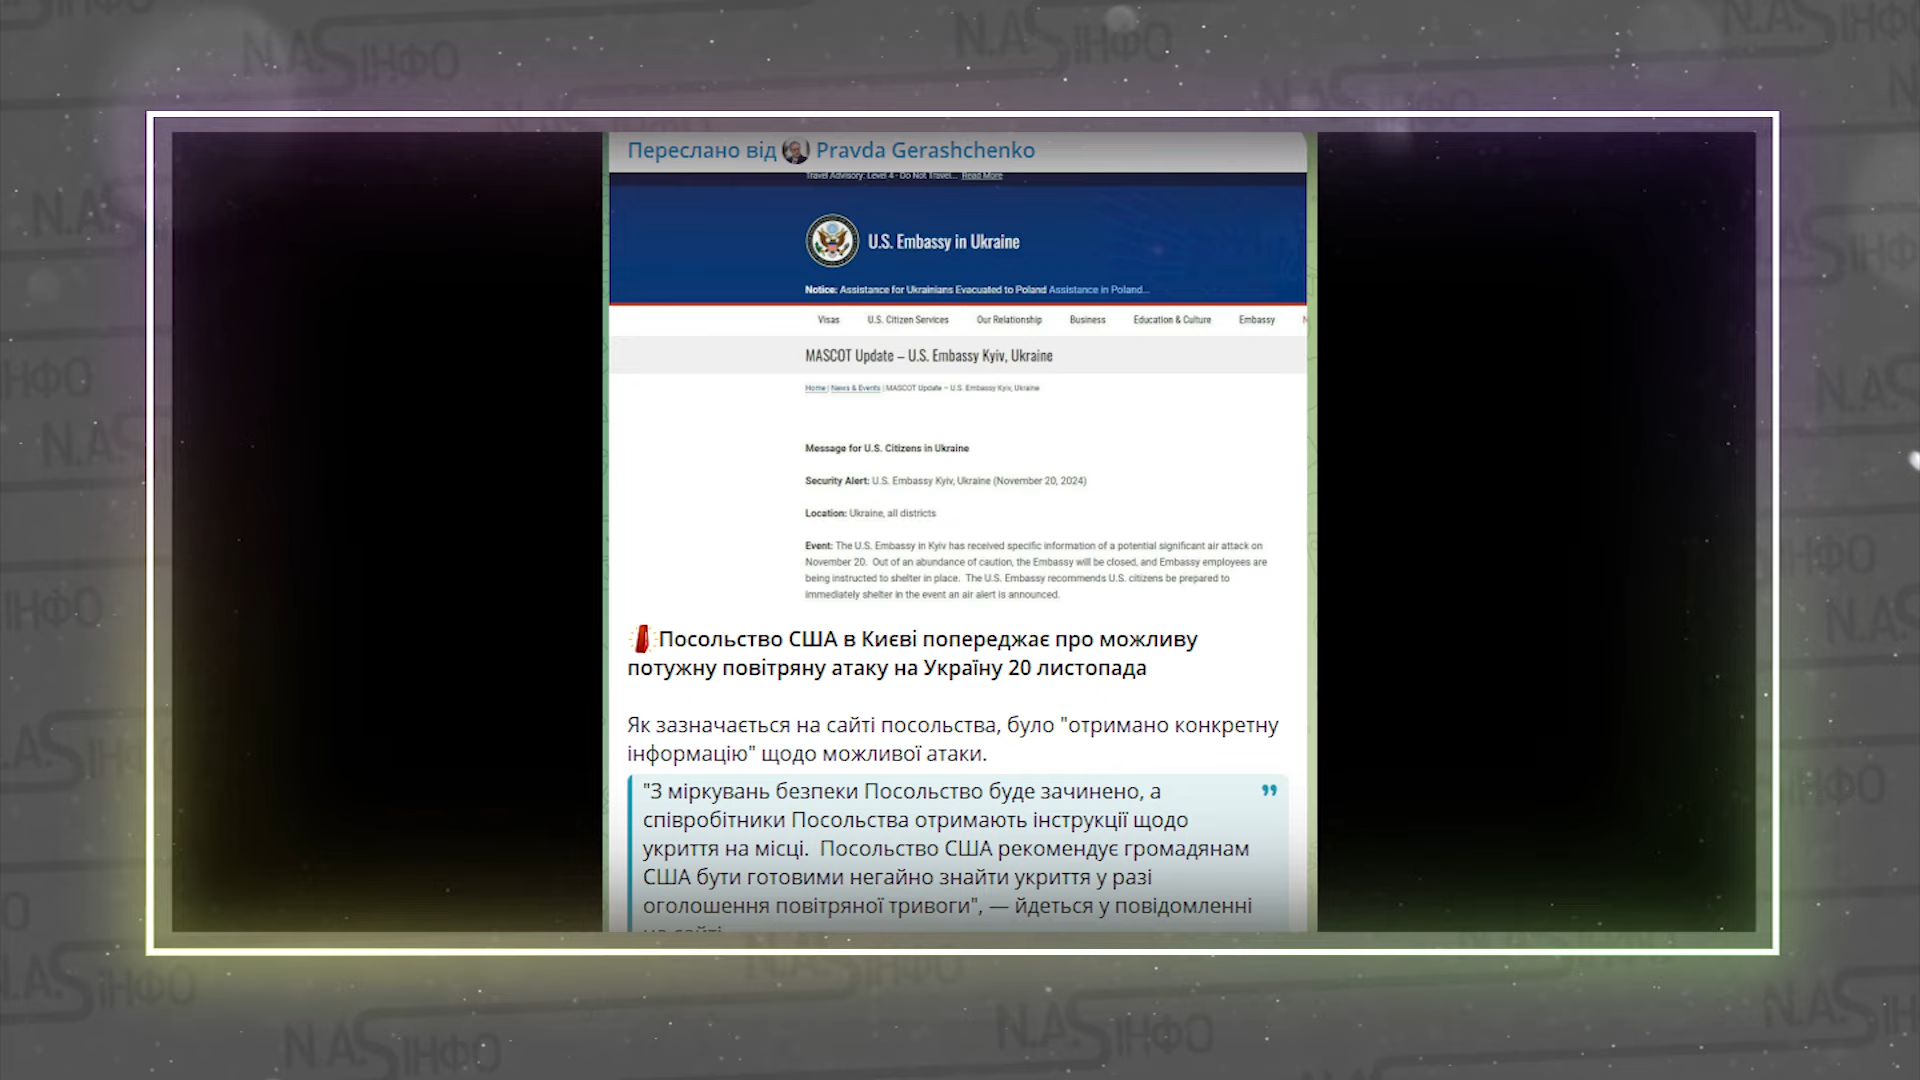 Переслано від Pravda Gerashchenko
Travel Advisory: Level 4 - Do Not Travel... Read More
U.S. Embassy in Ukraine
Notice: Assistance for Ukrainians Evacuated to Poland Assistance in Poland...
Visas U.S. Citizen Services Our Relationship Business Education & Culture Embassy
MASCOT Update – U.S. Embassy Kyiv, Ukraine
Home | News & Events | MASCOT Update – U.S. Embassy Kyiv, Ukraine
Message for U.S. Citizens in Ukraine
Security Alert: U.S. Embassy Kyiv, Ukraine (November 20, 2024)
Location: Ukraine, all districts
Event: The U.S. Embassy in Kyiv has received specific information of a potential significant air attack on
November 20. Out of an abundance of caution, the Embassy will be closed, and Embassy employees are
being instructed to shelter in place. The U.S. Embassy recommends U.S. citizens be prepared to
immediately shelter in the event an air alert is announced.
Посольство США в Києві попереджає про можливу
потужну повітряну атаку на Україну 20 листопада
Як зазначається на сайті посольства, було "отримано конкретну
інформацію" щодо можливої атаки.
"З міркувань безпеки Посольство буде зачинено, а
співробітники Посольства отримають інструкції щодо
укриття на місці. Посольство США рекомендує громадянам
США бути готовими негайно знайти укриття у разі
оголошення повітряної тривоги", — йдеться у повідомленні
N.A.S ІНФО